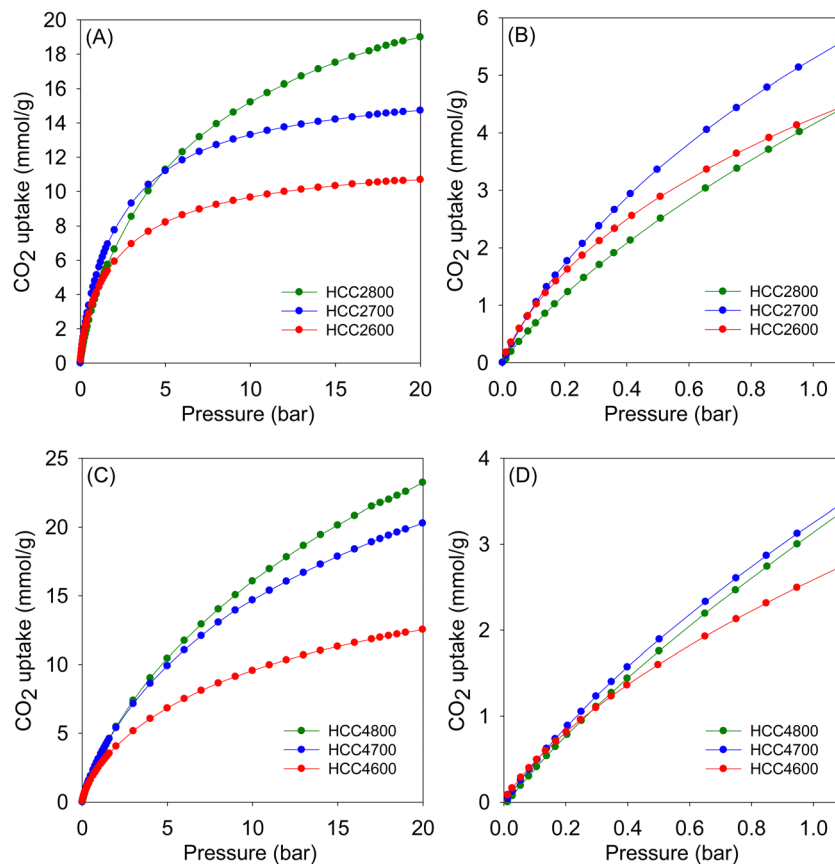 (A)
CO2 uptake (mmol/g)
20
19
18
16
14
12
10
8
6
4
2
0
HCC2800
HCC2700
HCC2600
0
5
10
15
20
Pressure (bar)
(B)
CO2 uptake (mmol/g)
6
5
4
3
2
1
0
HCC2800
HCC2700
HCC2600
0.0
0.2
0.4
0.6
0.8
1.0
Pressure (bar)
(C)
CO2 uptake (mmol/g)
25
20
15
10
5
0
HCC4800
HCC4700
HCC4600
0
5
10
15
20
Pressure (bar)
(D)
CO2 uptake (mmol/g)
4
3
2
1
0
HCC4800
HCC4700
HCC4600
0.0
0.2
0.4
0.6
0.8
1.0
Pressure (bar)